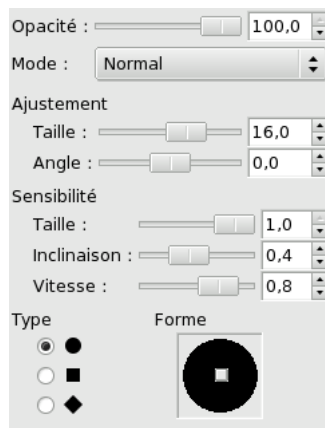 Opacité : 100,0
Mode : Normal
Ajustement
Taille : 16,0
Angle : 0,0
Sensibilité
Taille : 1,0
Inclinaison : 0,4
Vitesse : 0,8
Type Forme